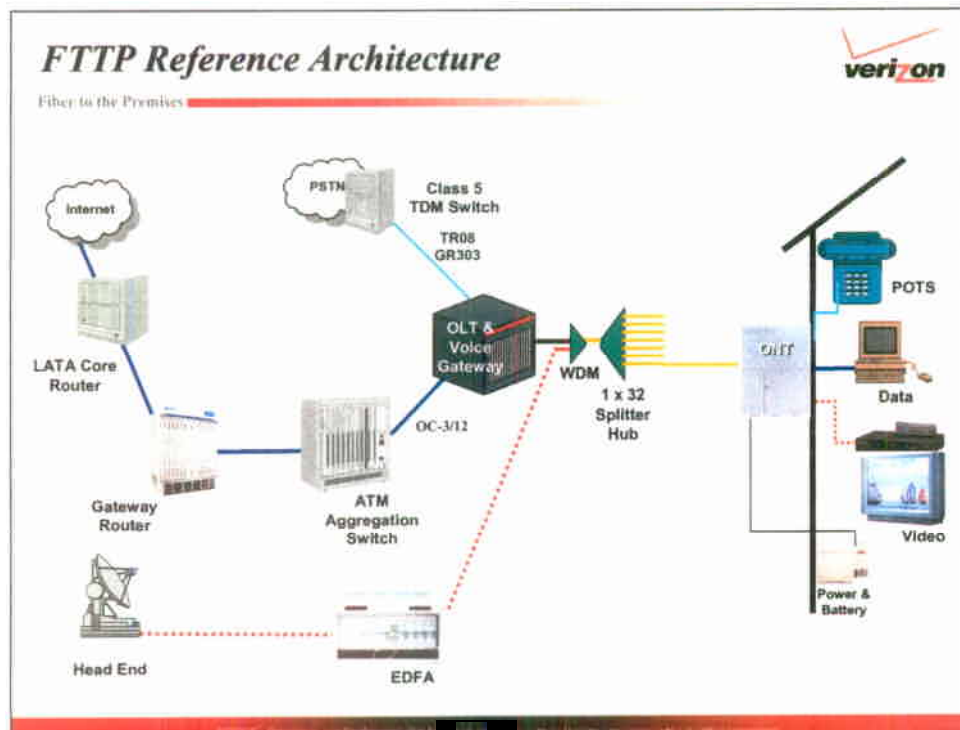 FTTP Reference Architecture
verizon
Fiber to the Premises
Internet
PSTN
Class 5
TDM Switch
TR08
GR303
LATA Core
Router
OLT &
Voice
Gateway
WDM
1 x 32
Splitter
Hub
ONT
POTS
Data
Video
Power &
Battery
OC-3/12
Gateway
Router
ATM
Aggregation
Switch
Head End
EDFA